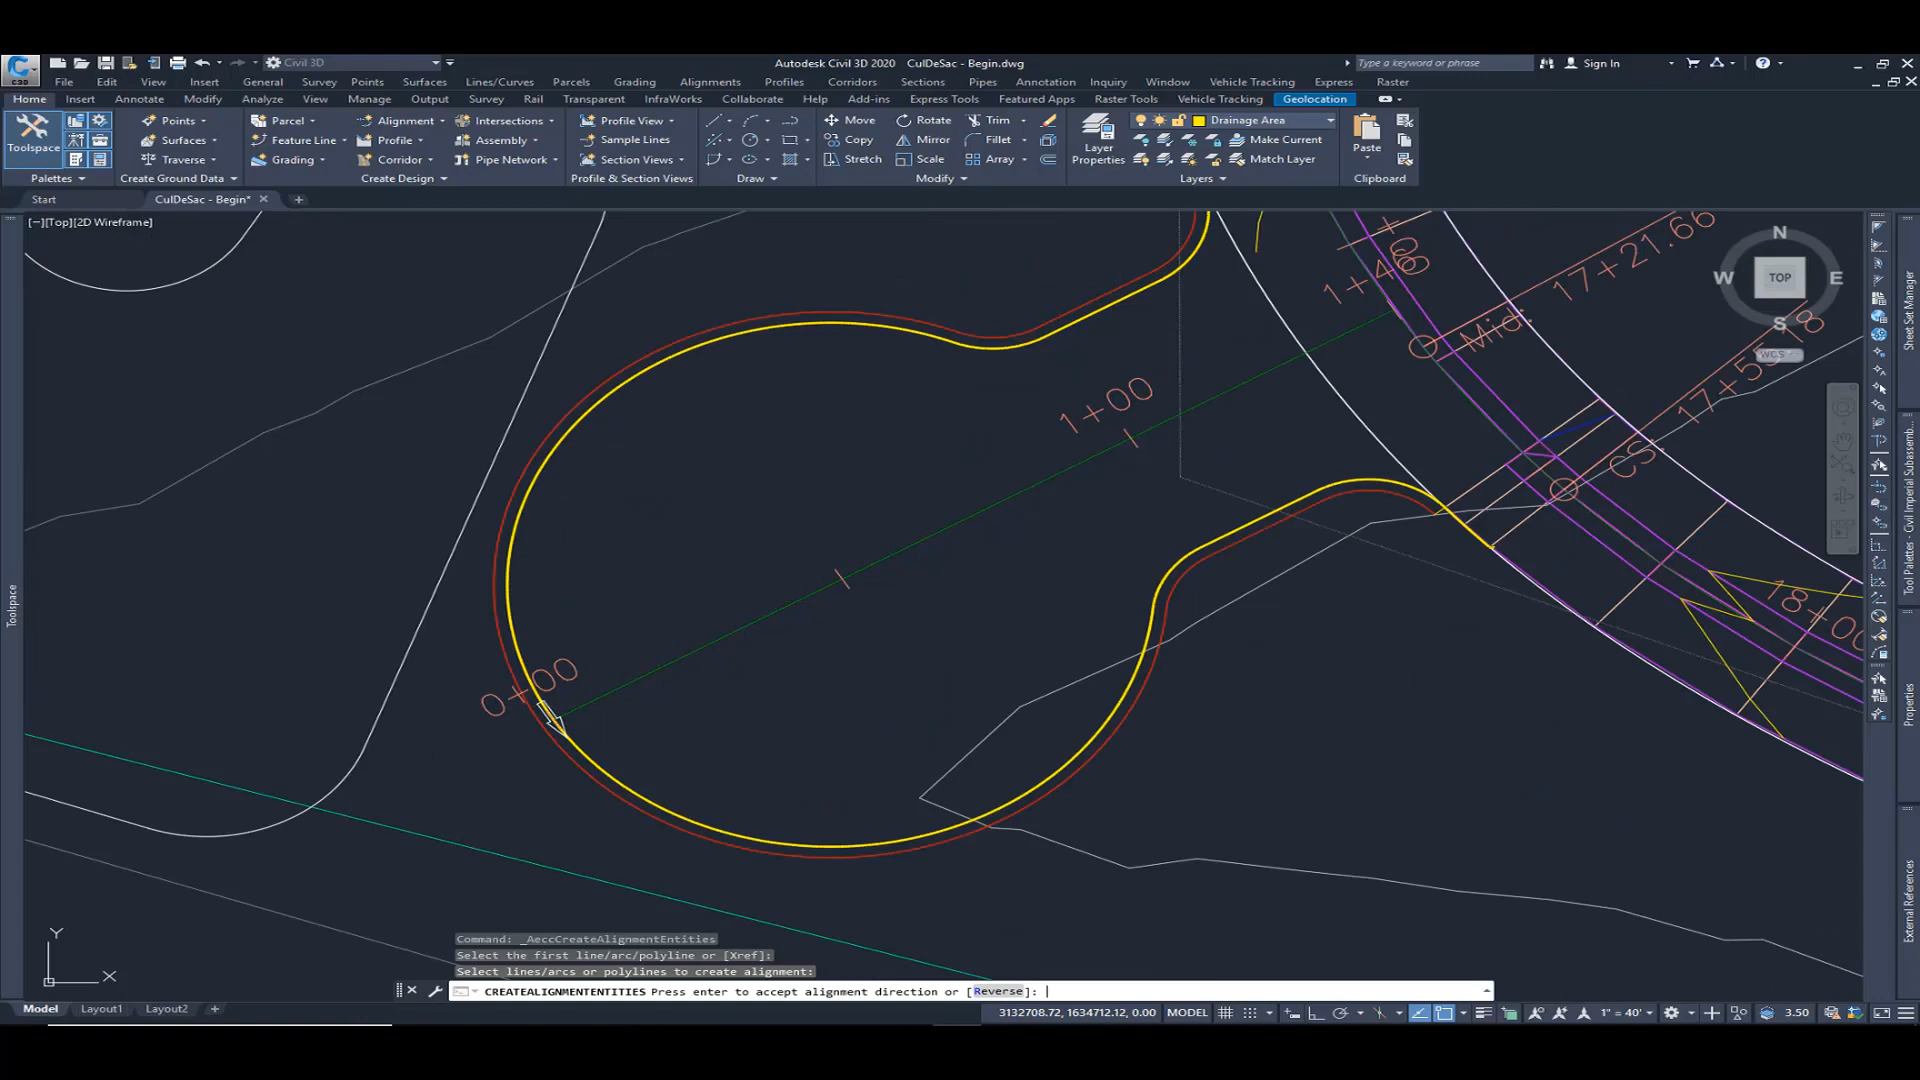 Civil 3D
Autodesk Civil 3D 2020 CulDeSac - Begin.dwg
Type a keyword or phrase
Sign In
C3D
File Edit View Insert General Survey Points Surfaces Lines/Curves Parcels Grading Alignments Profiles Corridors Sections Pipes Annotation Inquiry Window Vehicle Tracking Express Raster
Home Insert Annotate Modify Analyze View Manage Output Survey Rail Transparent InfraWorks Collaborate Help Add-ins Express Tools Featured Apps Raster Tools Vehicle Tracking Geolocation
Toolspace
Points
Surfaces
Traverse
Parcel
Feature Line
Grading
Alignment
Profile
Corridor
Intersections
Assembly
Pipe Network
Profile View
Sample Lines
Section Views
Move
Copy
Stretch
Rotate
Mirror
Scale
Trim
Fillet
Array
Layer
Properties
Drainage Area
Make Current
Match Layer
Paste
Palettes Create Ground Data Create Design Profile & Section Views Draw Modify Layers Clipboard
Start CulDeSac - Begin*
[−][Top][2D Wireframe]
N
W TOP E
S
WCS
1+46
17+21.66
Mid:
17+55.18
CS
1+00
18+00
0+00
Toolspace
Sheet Set Manager
Tool Palettes - Civil Imperial Subassemb...
Properties
External References
Y
X
Command: _AeccCreateAlignmentEntities
Select the first line/arc/polyline or [Xref]:
Select lines/arcs or polylines to create alignment:
CREATEALIGNMENTENTITIES Press enter to accept alignment direction or [Reverse]:
Model Layout1 Layout2
3132708.72, 1634712.12, 0.00 MODEL
1" = 40'
3.50